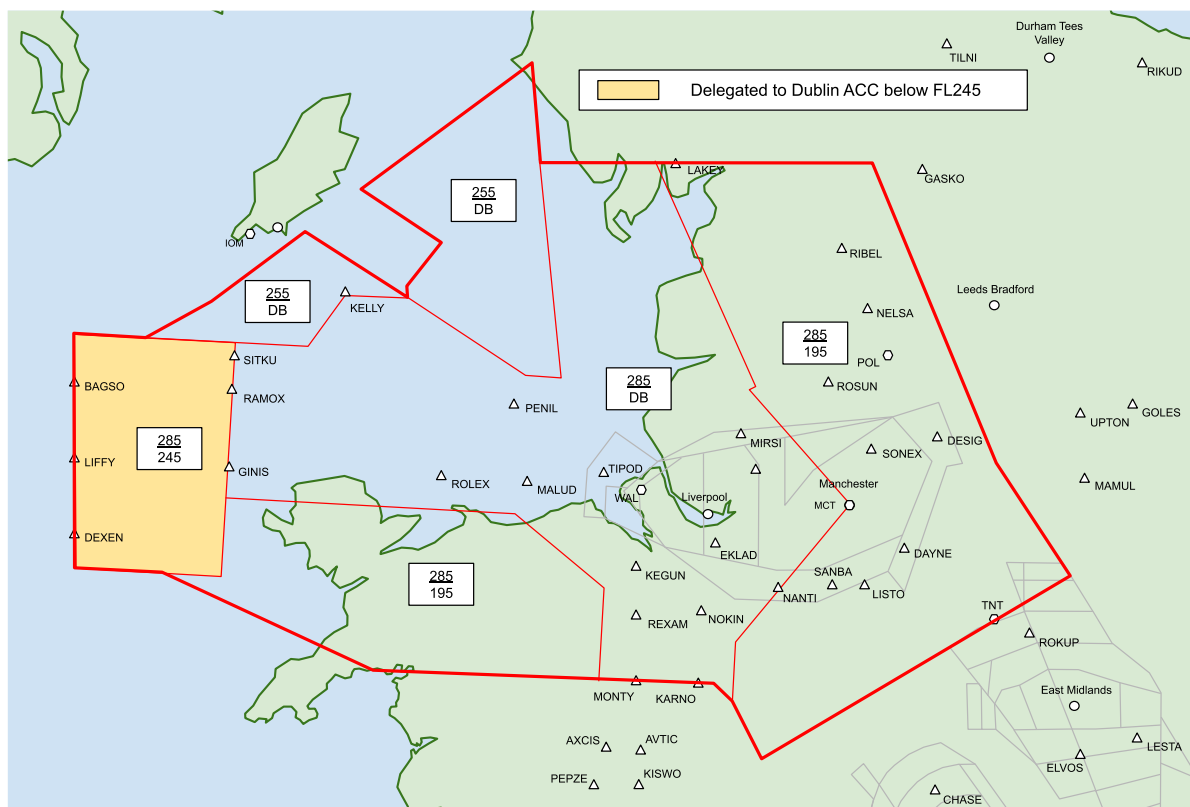 Durham Tees
Valley
TILNI
RIKUD
Delegated to Dublin ACC below FL245
LAKEY
GASKO
255
DB
IOM
RIBEL
255
DB
KELLY
Leeds Bradford
NELSA
285
195
POL
SITKU
BAGSO
RAMOX
285
DB
ROSUN
PENIL
GOLES
UPTON
285
245
MIRSI
DESIG
SONEX
LIFFY
GINIS
TIPOD
ROLEX
MALUD
WAL
Liverpool
Manchester
MCT
MAMUL
DEXEN
EKLAD
DAYNE
285
195
KEGUN
SANBA
NANTI
LISTO
TNT
REXAM
NOKIN
ROKUP
MONTY
KARNO
East Midlands
AXCIS
AVTIC
LESTA
ELVOS
PEPZE
KISWO
CHASE